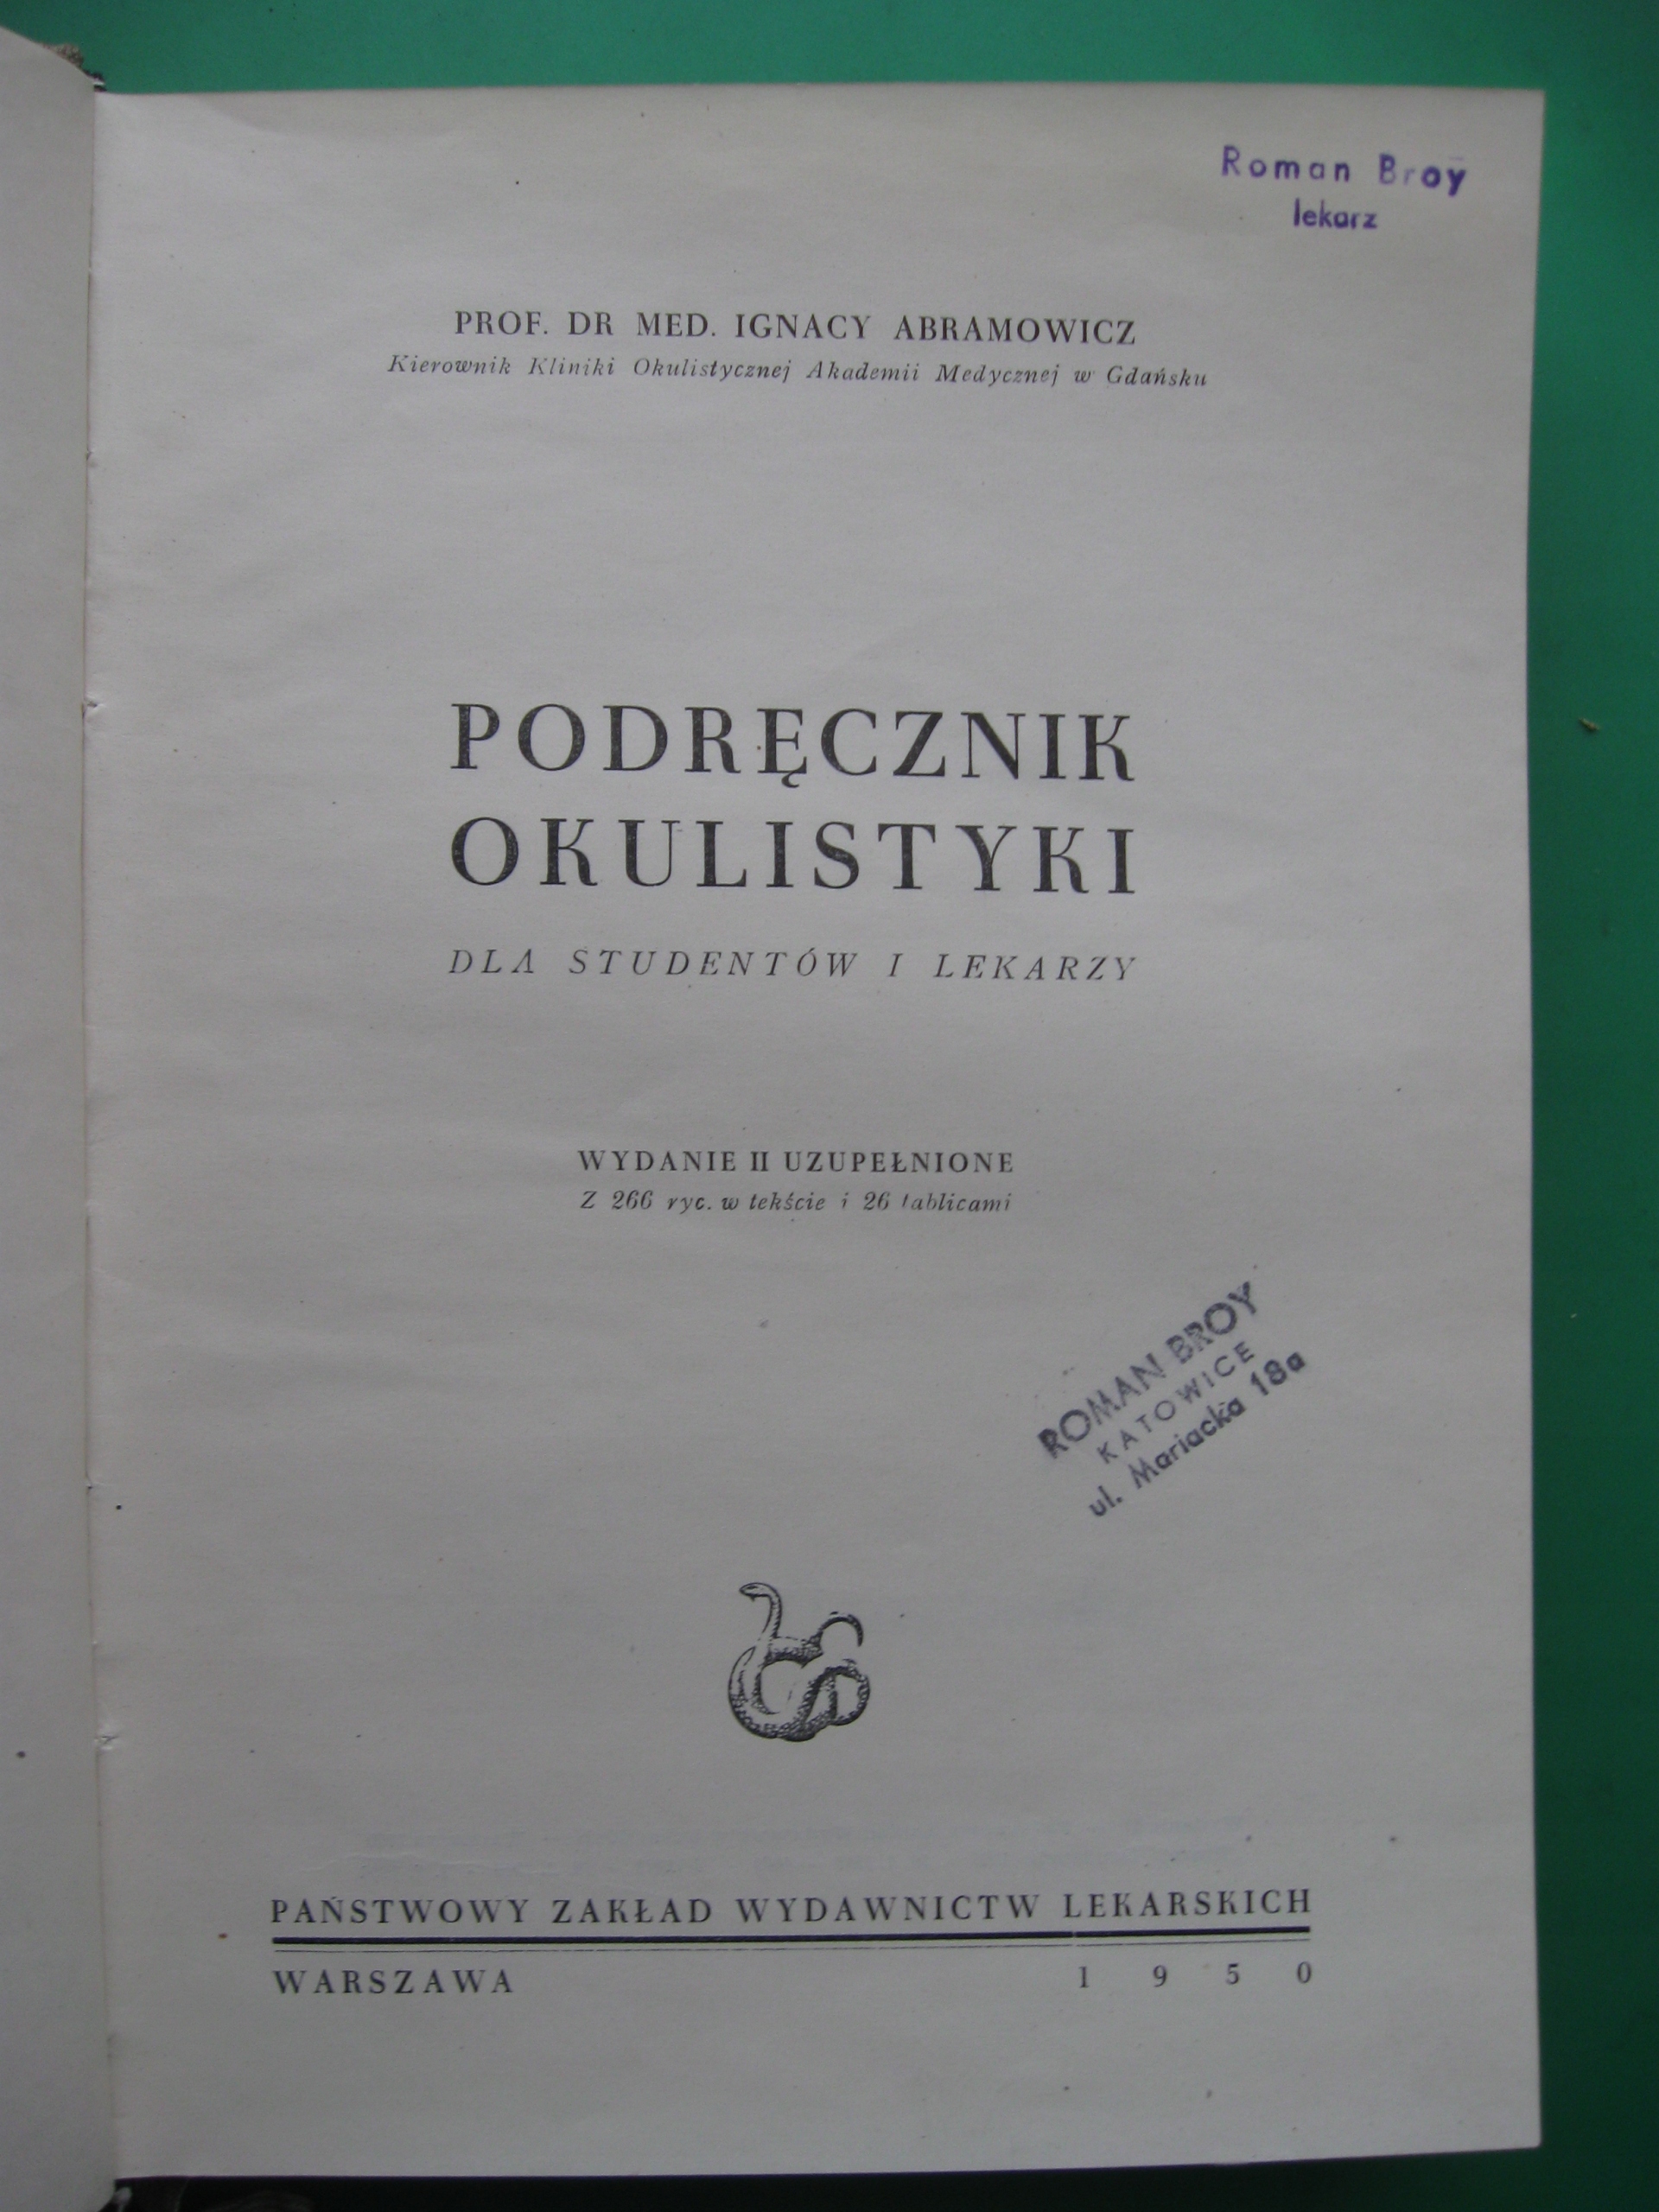 Roman Broy
lekarz
PROF. DR MED. IGNACY ABRAMOWICZ
Kierownik Kliniki Okulistycznej Akademii Medycznej w Gdańsku
PODRĘCZNIK
OKULISTYKI
DLA STUDENTÓW I LEKARZY
WYDANIE II UZUPEŁNIONE
Z 266 ryc. w tekście i 26 tablicami
ROMAN BROY
KATOWICE
ul. Mariacka 18a
PAŃSTWOWY ZAKŁAD WYDAWNICTW LEKARSKICH
WARSZAWA 1950